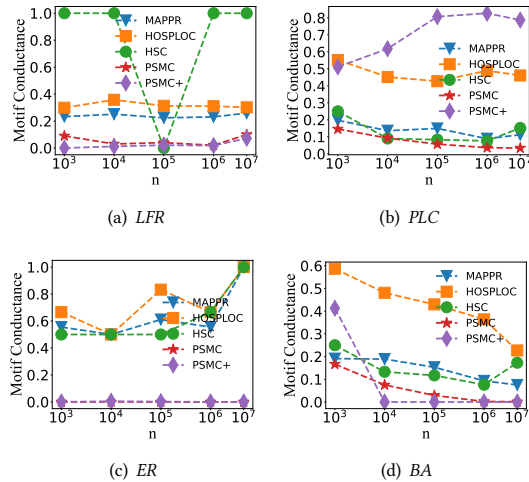 Motif Conductance
1.0
0.8
0.6
0.4
0.2
0.0
MAPPR
HOSPLOC
HSC
PSMC
PSMC+
10^3 10^4 10^5 10^6 10^7
n
(a) LFR
Motif Conductance
0.8
0.7
0.6
0.5
0.4
0.3
0.2
0.1
0.0
MAPPR
HOSPLOC
HSC
PSMC
PSMC+
10^3 10^4 10^5 10^6 10^7
n
(b) PLC
Motif Conductance
1.0
0.8
0.6
0.4
0.2
0.0
MAPPR
HOSPLOC
HSC
PSMC
PSMC+
10^3 10^4 10^5 10^6 10^7
n
(c) ER
Motif Conductance
0.6
0.5
0.4
0.3
0.2
0.1
0.0
MAPPR
HOSPLOC
HSC
PSMC
PSMC+
10^3 10^4 10^5 10^6 10^7
n
(d) BA